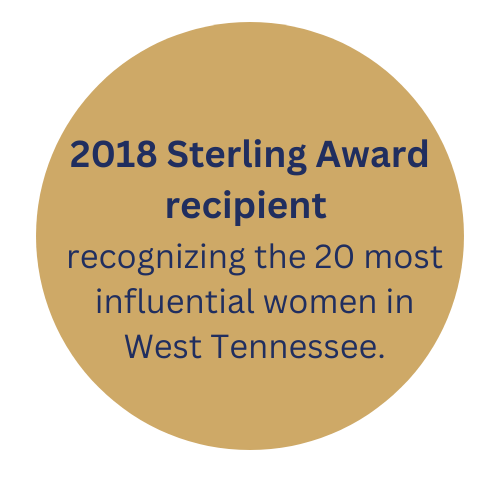 2018 Sterling Award
recipient
recognizing the 20 most
influential women in
West Tennessee.